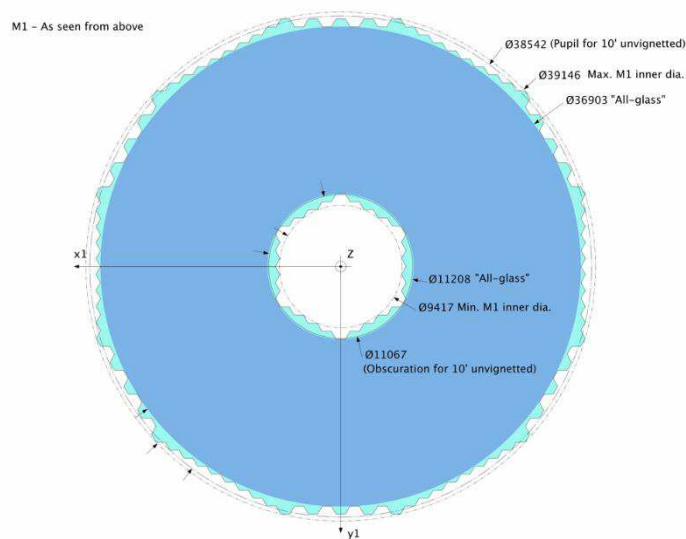 M1 - As seen from above
Ø38542 (Pupil for 10' unvignetted)
Ø39146 Max. M1 inner dia.
Ø36903 "All-glass"
x1
Z
Ø11208 "All-glass"
Ø9417 Min. M1 inner dia.
Ø11067
(Obscuration for 10' unvignetted)
y1